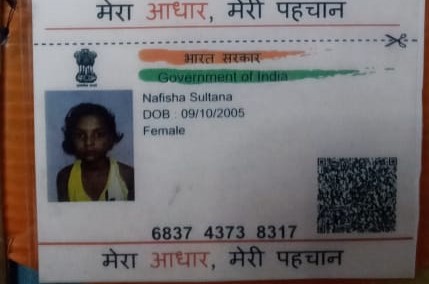 मेरा आधार, मेरी पहचान
भारत सरकार
Government of India
Nafisha Sultana
DOB : 09/10/2005
Female
6837 4373 8317
मेरा आधार, मेरी पहचान